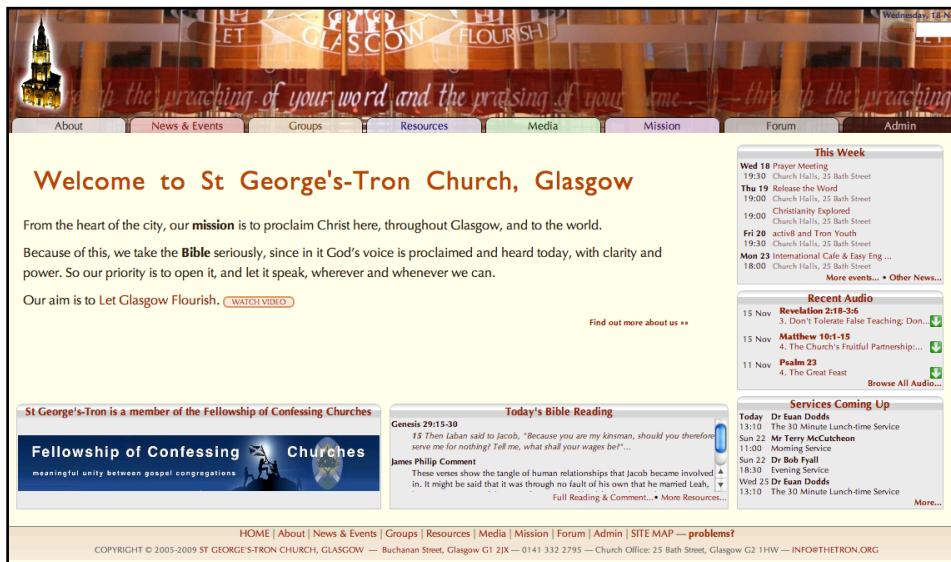 Wednesday, 18-N
LET GLASGOW FLOURISH
through the preaching of your word and the praising of your name
through the preaching
About
News & Events
Groups
Resources
Media
Mission
Forum
Admin
Welcome to St George's-Tron Church, Glasgow
From the heart of the city, our mission is to proclaim Christ here, throughout Glasgow, and to the world.
Because of this, we take the Bible seriously, since in it God's voice is proclaimed and heard today, with clarity and
power. So our priority is to open it, and let it speak, wherever and whenever we can.
Our aim is to Let Glasgow Flourish. WATCH VIDEO
Find out more about us »»
This Week
Wed 18 Prayer Meeting
19:30 Church Halls, 25 Bath Street
Thu 19 Release the Word
19:00 Church Halls, 25 Bath Street
19:00 Christianity Explored
Church Halls, 25 Bath Street
Fri 20 activ8 and Tron Youth
19:30 Church Halls, 25 Bath Street
Mon 23 International Cafe & Easy Eng ...
18:00 Church Halls, 25 Bath Street
More events... • Other News...
Recent Audio
15 Nov Revelation 2:18-3:6
3. Don't Tolerate False Teaching; Don...
15 Nov Matthew 10:1-15
4. The Church's Fruitful Partnership:...
11 Nov Psalm 23
4. The Great Feast
Browse All Audio...
St George's-Tron is a member of the Fellowship of Confessing Churches
Fellowship of Confessing Churches
meaningful unity between gospel congregations
Today's Bible Reading
Genesis 29:15-30
15 Then Laban said to Jacob, "Because you are my kinsman, should you therefore
serve me for nothing? Tell me, what shall your wages be?"...
James Philip Comment
These verses show the tangle of human relationships that Jacob became involved
in. It might be said that it was through no fault of his own that he married Leah,
Full Reading & Comment...• More Resources...
Services Coming Up
Today Dr Euan Dodds
13:10 The 30 Minute Lunch-time Service
Sun 22 Mr Terry McCutcheon
11:00 Morning Service
Sun 22 Dr Bob Fyall
18:30 Evening Service
Wed 25 Dr Euan Dodds
13:10 The 30 Minute Lunch-time Service
More...
HOME | About | News & Events | Groups | Resources | Media | Mission | Forum | Admin | SITE MAP — problems?
COPYRIGHT © 2005-2009 ST GEORGE'S-TRON CHURCH, GLASGOW — Buchanan Street, Glasgow G1 2JX — 0141 332 2795 — Church Office: 25 Bath Street, Glasgow G2 1HW — INFO@THETRON.ORG